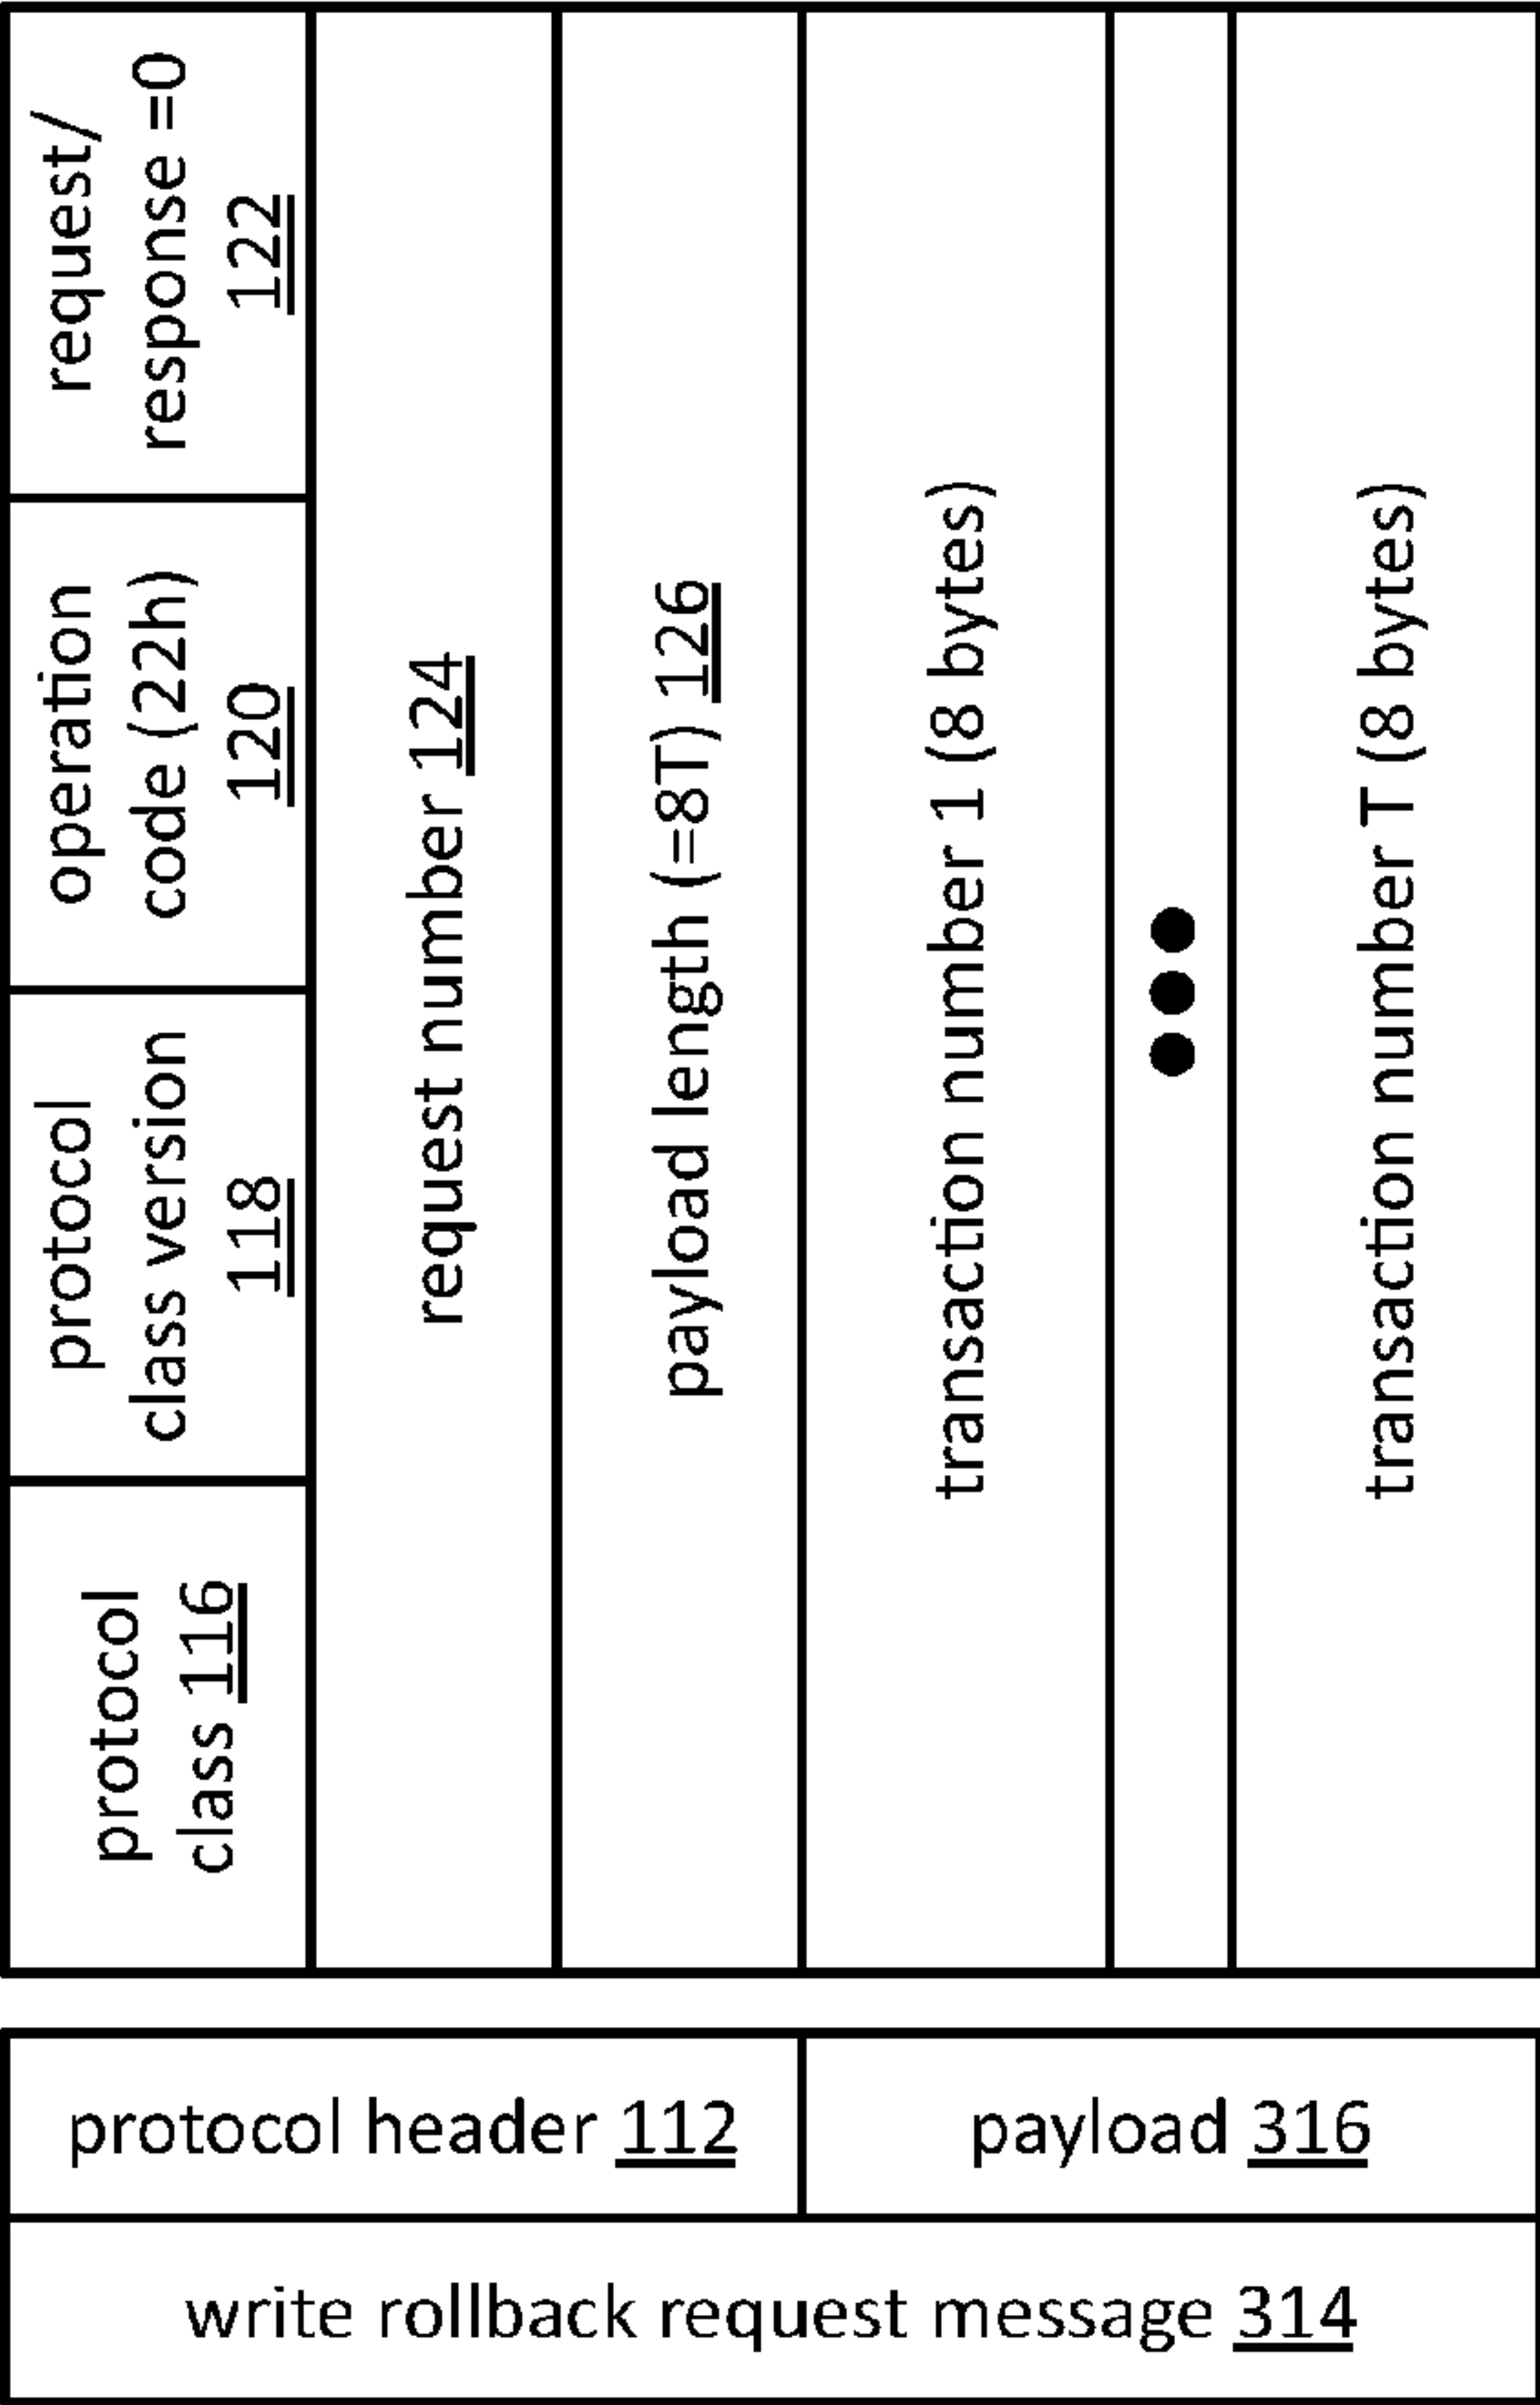 write rollback request message 314
protocol header 112
payload 316
protocol
class 116
protocol
class version
118
operation
code (22h)
120
request/
response =0
122
request number 124
payload length (=8T) 126
transaction number 1 (8 bytes)
transaction number T (8 bytes)